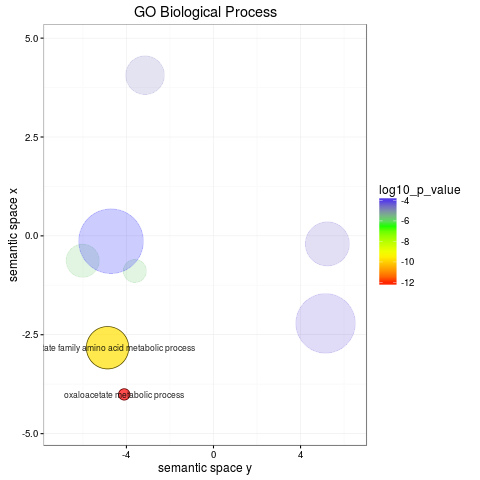 GO Biological Process
5.0
2.5
0.0
-2.5
-5.0
semantic space x
ate family amino acid metabolic process
oxaloacetate metabolic process
-4
0
4
semantic space y
log10_p_value
-4
-6
-8
-10
-12